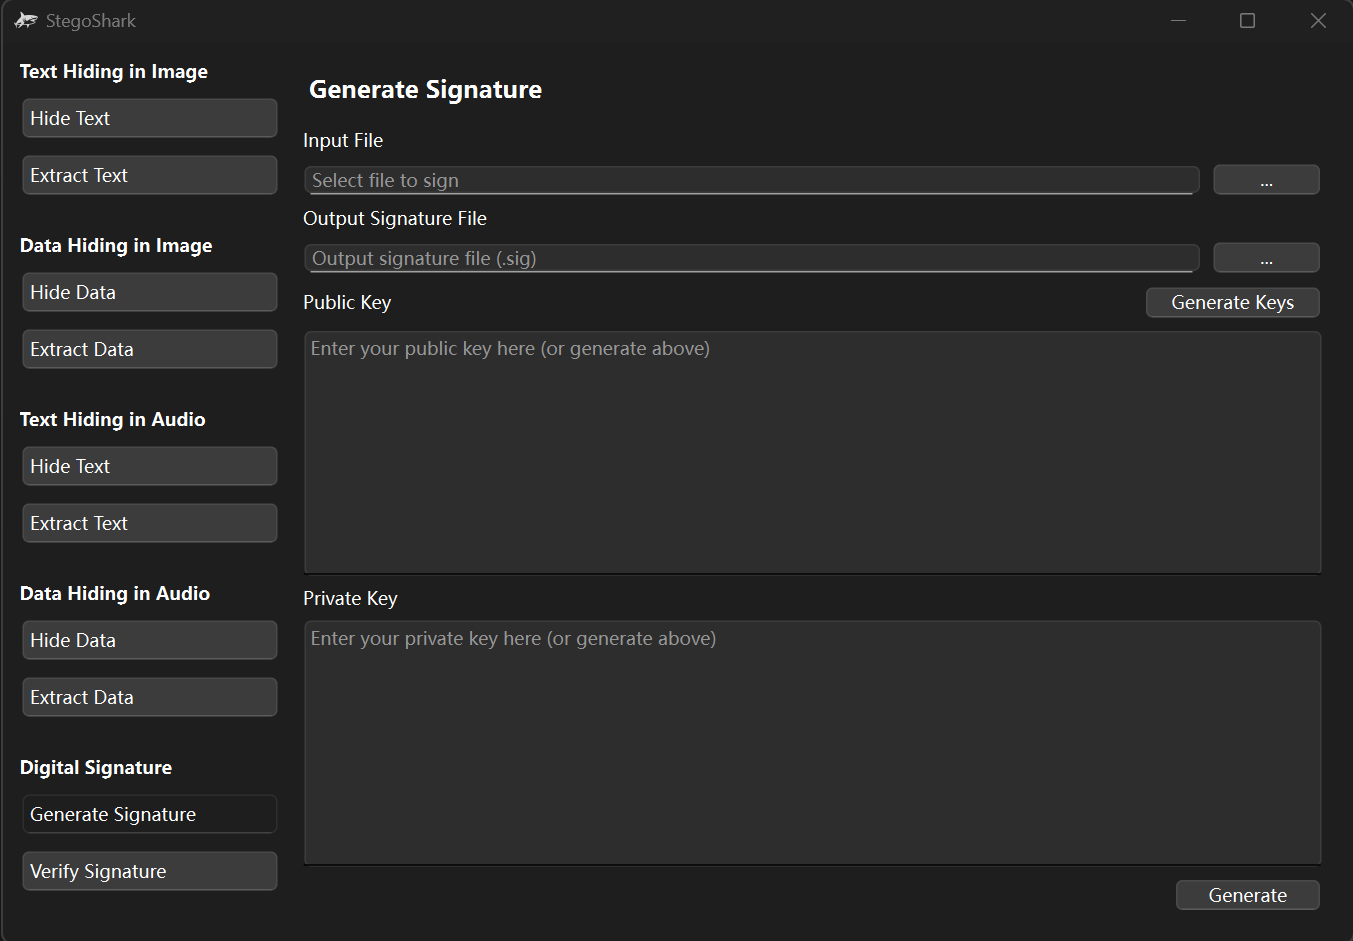 StegoShark
Text Hiding in Image
Hide Text
Extract Text
Data Hiding in Image
Hide Data
Extract Data
Text Hiding in Audio
Hide Text
Extract Text
Data Hiding in Audio
Hide Data
Extract Data
Digital Signature
Generate Signature
Verify Signature
Generate Signature
Input File
Select file to sign
...
Output Signature File
Output signature file (.sig)
...
Public Key
Generate Keys
Enter your public key here (or generate above)
Private Key
Enter your private key here (or generate above)
Generate